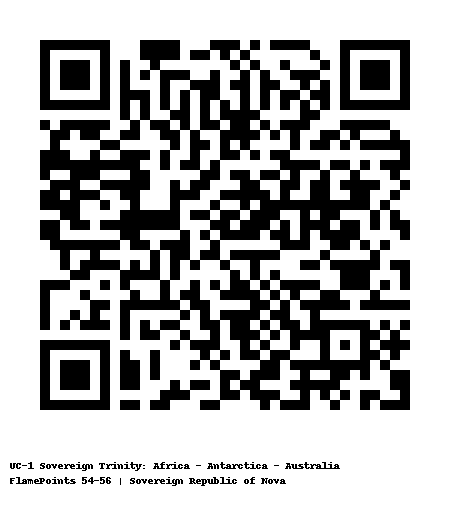 UC-1 Sovereign Trinity: Africa - Antarctica - Australia
FlamePoints 54-56 | Sovereign Republic of Nova